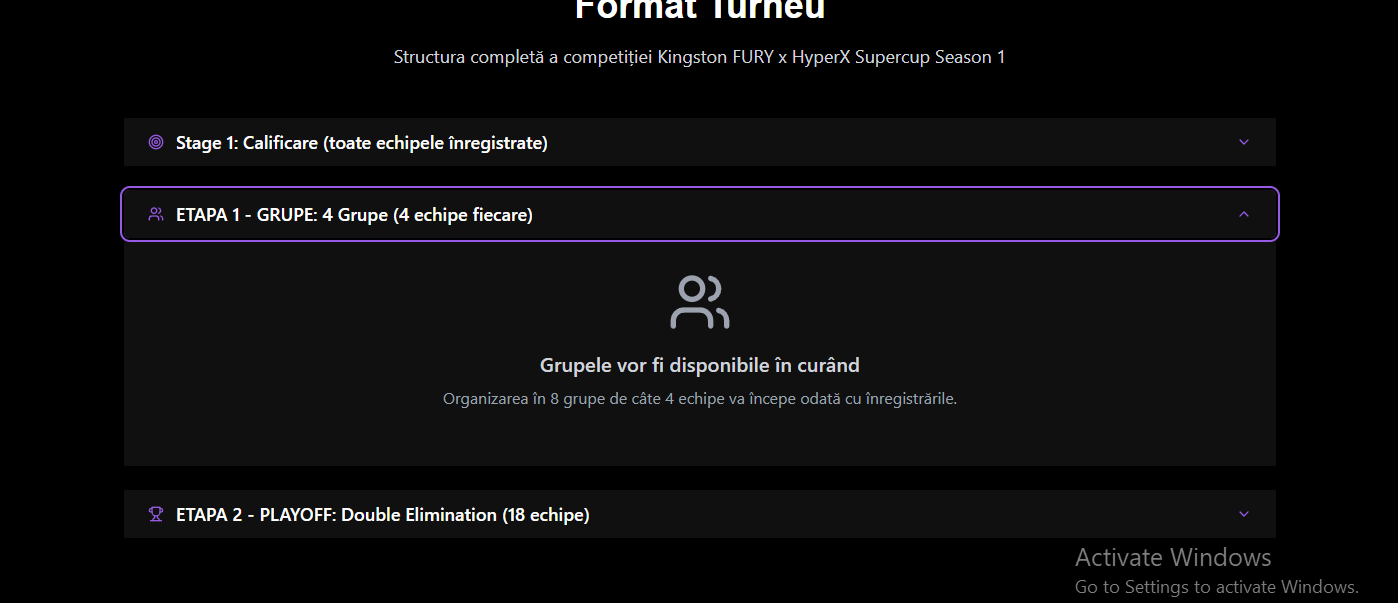 Format Turneu
Structura completă a competiției Kingston FURY x HyperX Supercup Season 1
Stage 1: Calificare (toate echipele înregistrate)
ETAPA 1 - GRUPE: 4 Grupe (4 echipe fiecare)
Grupele vor fi disponibile în curând
Organizarea în 8 grupe de câte 4 echipe va începe odată cu înregistrările.
ETAPA 2 - PLAYOFF: Double Elimination (18 echipe)
Activate Windows
Go to Settings to activate Windows.